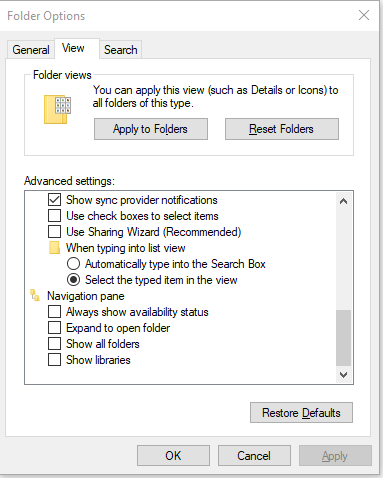 Folder Options
General View Search
Folder views
You can apply this view (such as Details or Icons) to
all folders of this type.
Apply to Folders Reset Folders
Advanced settings:
Show sync provider notifications
Use check boxes to select items
Use Sharing Wizard (Recommended)
When typing into list view
Automatically type into the Search Box
Select the typed item in the view
Navigation pane
Always show availability status
Expand to open folder
Show all folders
Show libraries
Restore Defaults
OK Cancel Apply